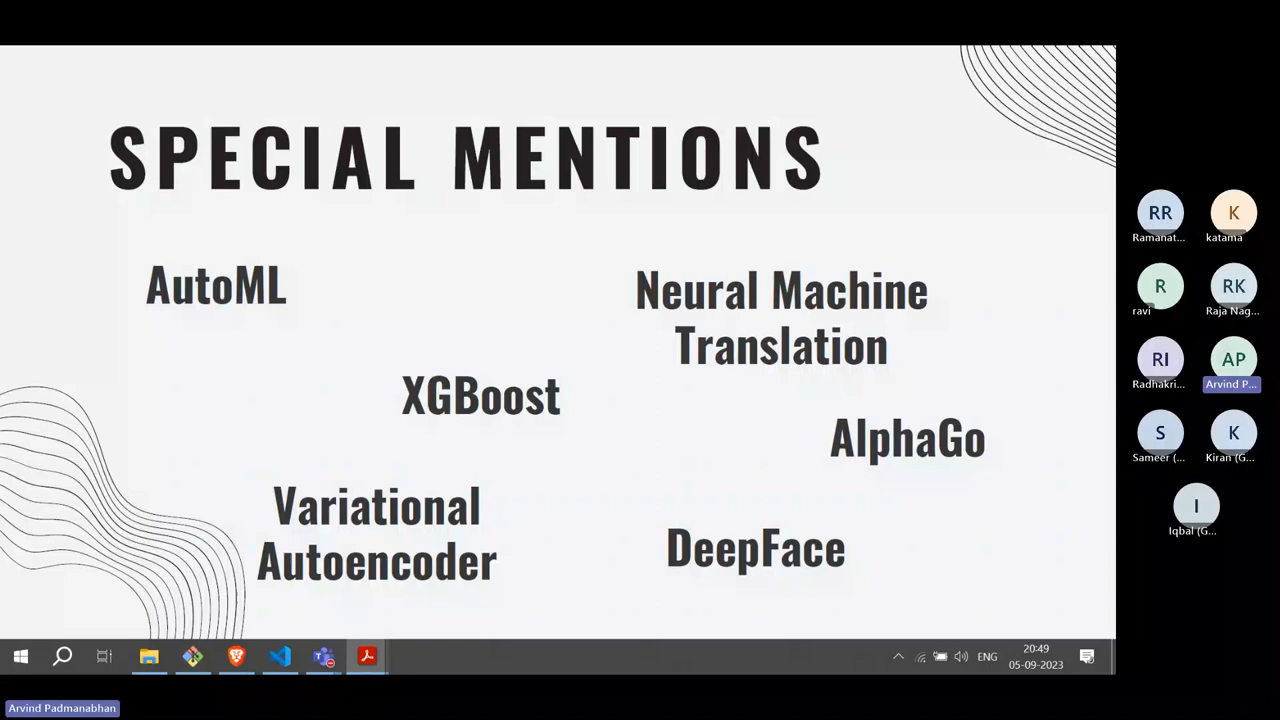 SPECIAL MENTIONS
AutoML
Neural Machine
Translation
XGBoost
AlphaGo
Variational
Autoencoder
DeepFace
RR
Ramanat...
K
katama
R
ravi
RK
Raja Nag...
RI
Radhakri...
AP
Arvind P...
S
Sameer (...
K
Kiran (G...
I
Iqbal (G...
ENG
20:49
05-09-2023
Arvind Padmanabhan